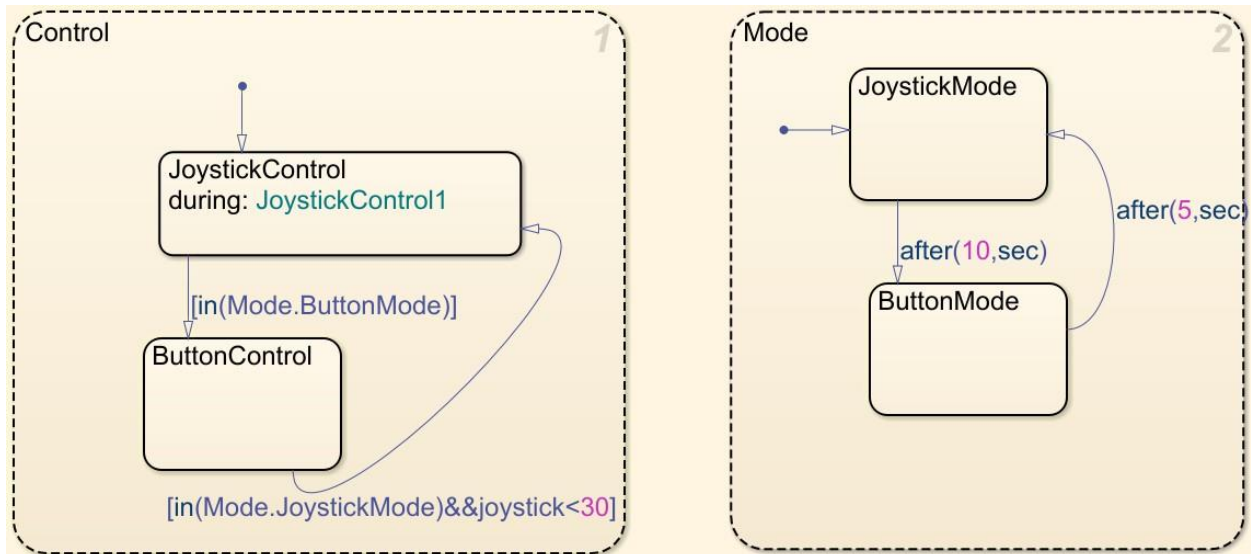 Control
1
JoystickControl
during: JoystickControl1
[in(Mode.ButtonMode)]
ButtonControl
[in(Mode.JoystickMode)&&joystick<30]
Mode
2
JoystickMode
after(5,sec)
after(10,sec)
ButtonMode